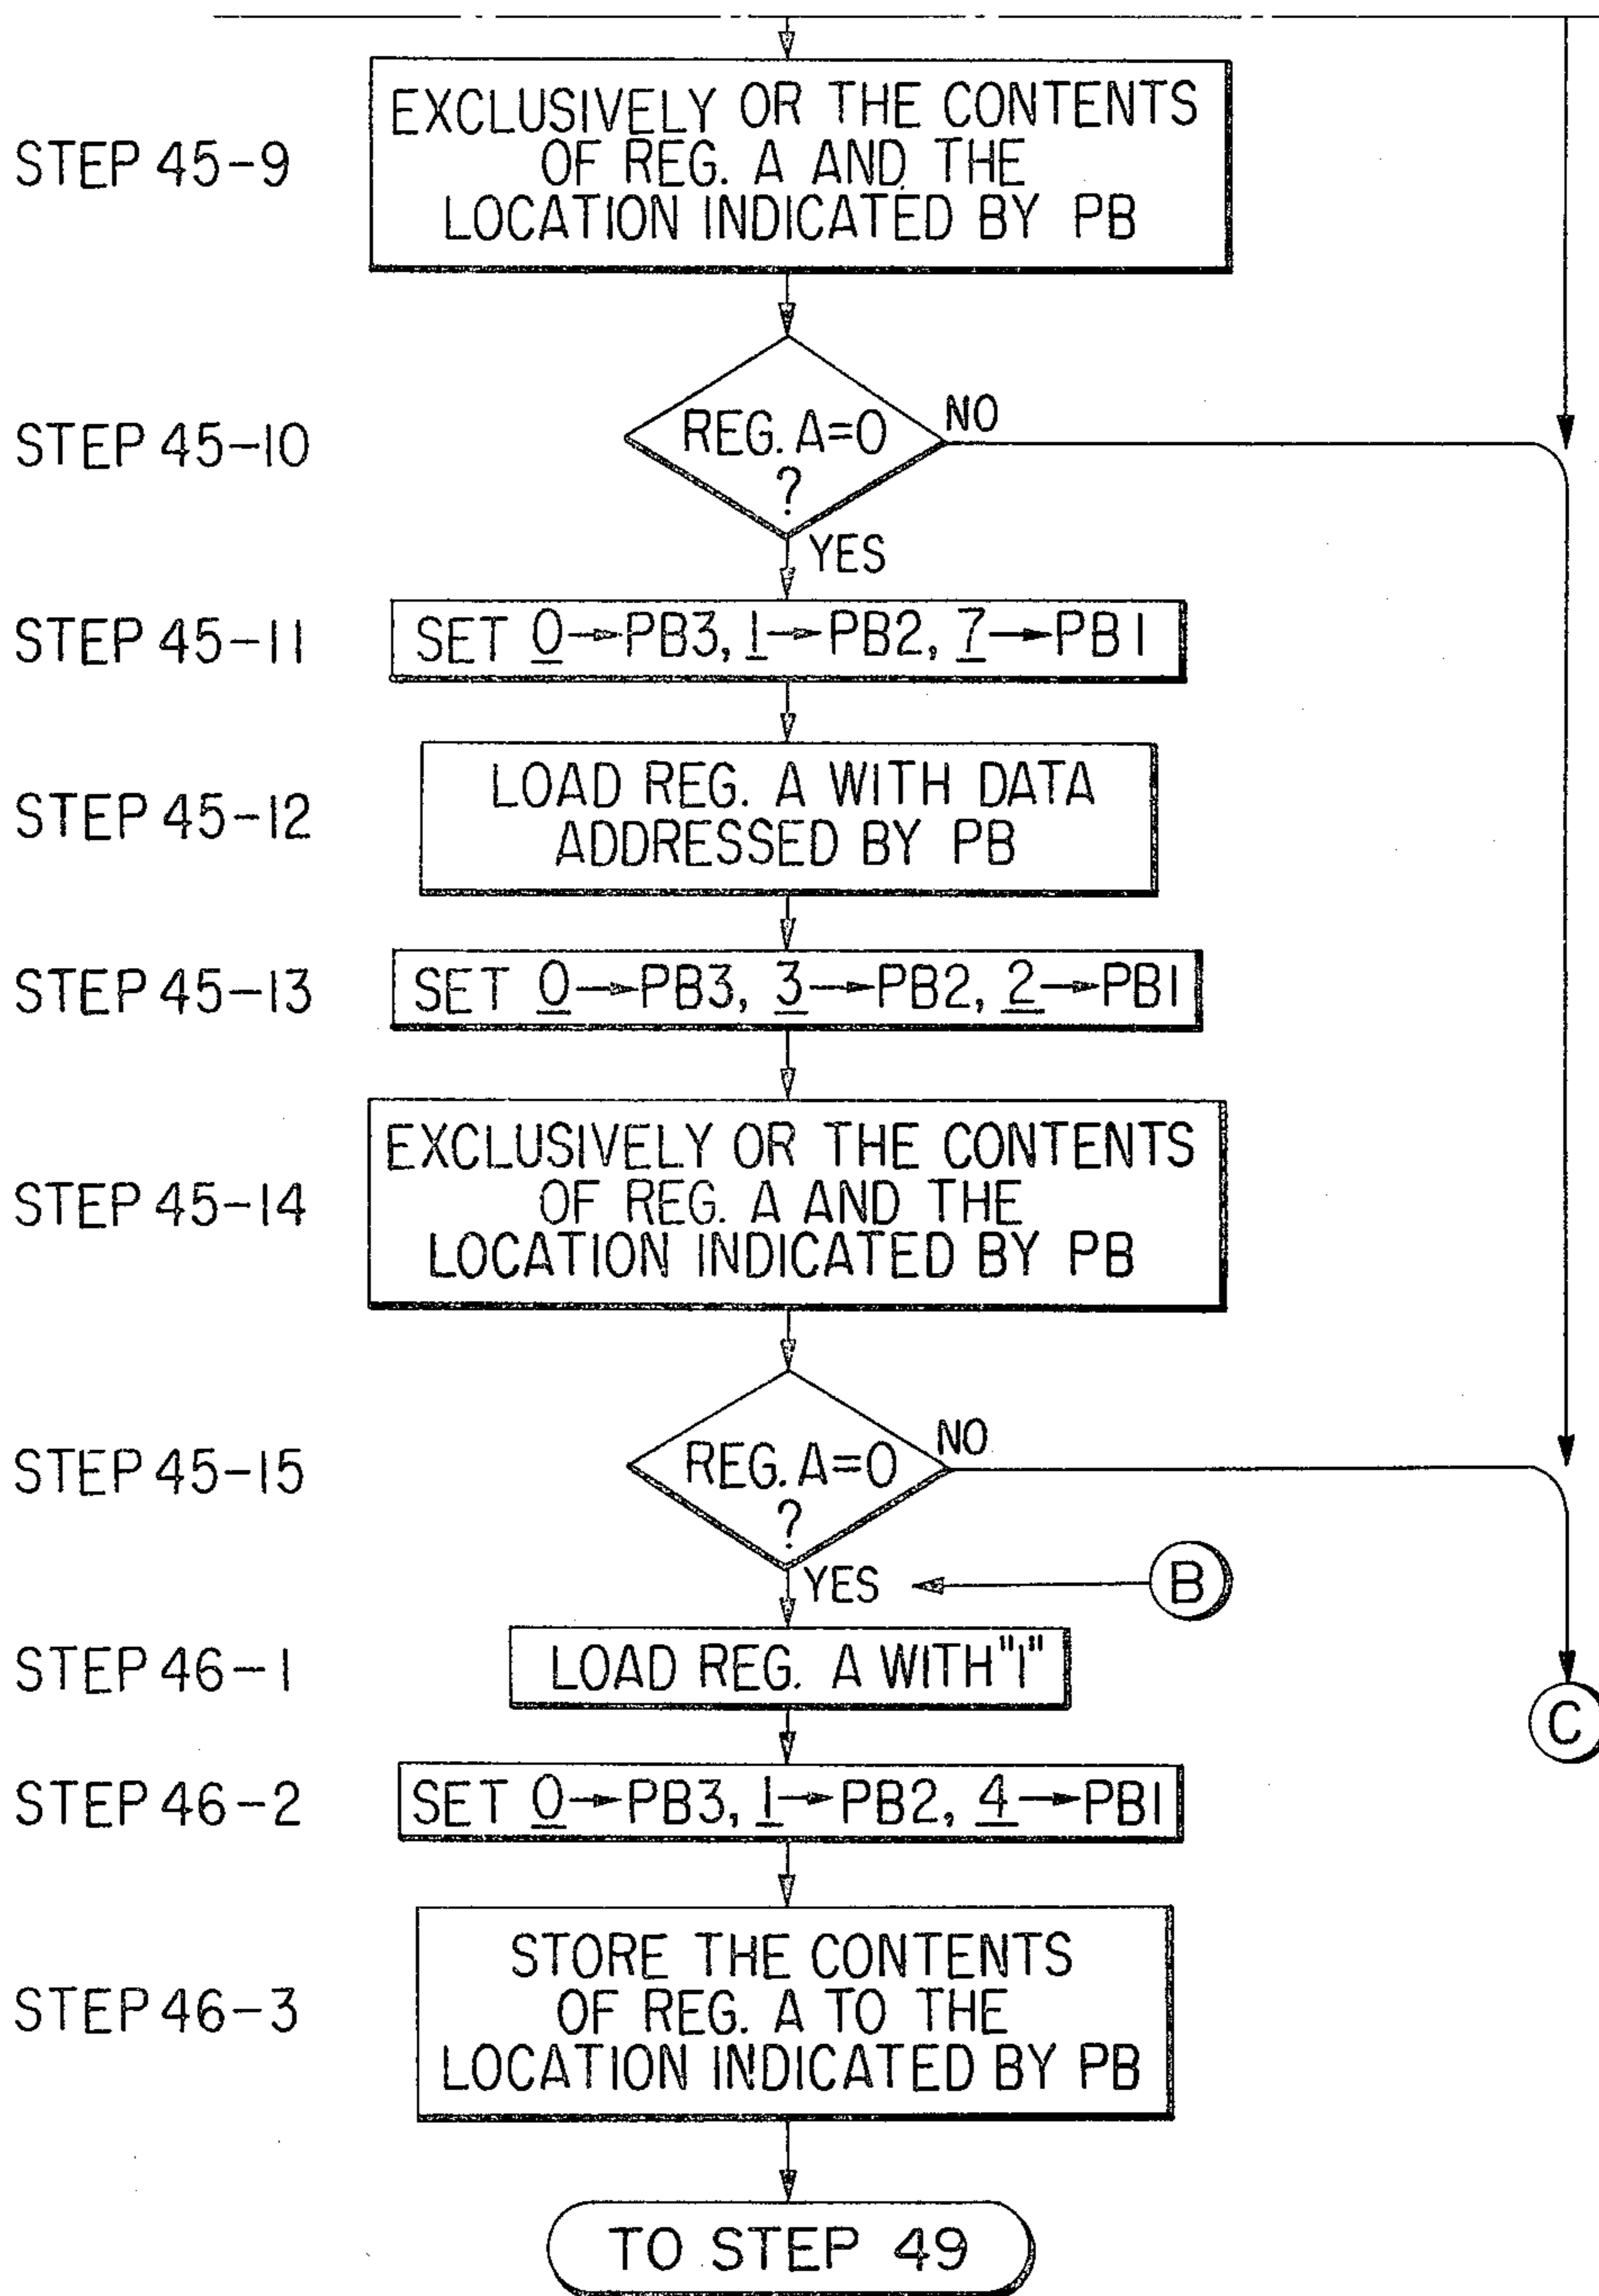 STEP 45-9
EXCLUSIVELY OR THE CONTENTS
OF REG. A AND THE
LOCATION INDICATED BY PB
STEP 45-10
REG. A=0
?
NO
YES
STEP 45-11
SET 0→PB3, 1→PB2, 7→PB1
STEP 45-12
LOAD REG. A WITH DATA
ADDRESSED BY PB
STEP 45-13
SET 0→PB3, 3→PB2, 2→PB1
STEP 45-14
EXCLUSIVELY OR THE CONTENTS
OF REG. A AND THE
LOCATION INDICATED BY PB
STEP 45-15
REG. A=0
?
NO
YES
B
STEP 46-1
LOAD REG. A WITH "1"
C
STEP 46-2
SET 0→PB3, 1→PB2, 4→PB1
STEP 46-3
STORE THE CONTENTS
OF REG. A TO THE
LOCATION INDICATED BY PB
TO STEP 49